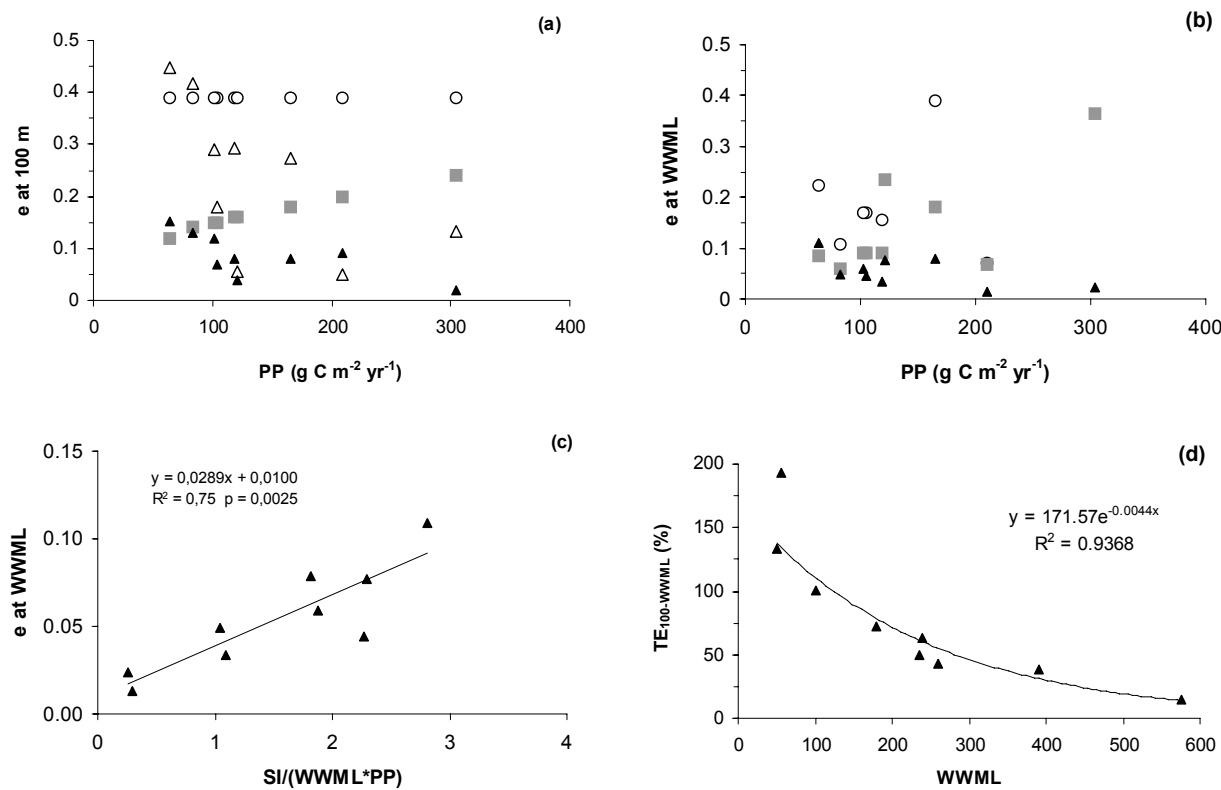 (a)
0.5
0.4
0.3
0.2
0.1
0
e at 100 m
0 100 200 300 400
PP (g C m⁻² yr⁻¹)
(b)
0.5
0.4
0.3
0.2
0.1
0
e at WWML
0 100 200 300 400
PP (g C m⁻² yr⁻¹)
(c)
0.15
0.10
0.05
0.00
e at WWML
y = 0,0289x + 0,0100
R² = 0,75 p = 0,0025
0 1 2 3 4
SI/(WWML*PP)
(d)
200
150
100
50
0
TE₁₀₀₋WWML (%)
y = 171.57e⁻⁰·⁰⁰⁴⁴ˣ
R² = 0.9368
0 100 200 300 400 500 600
WWML